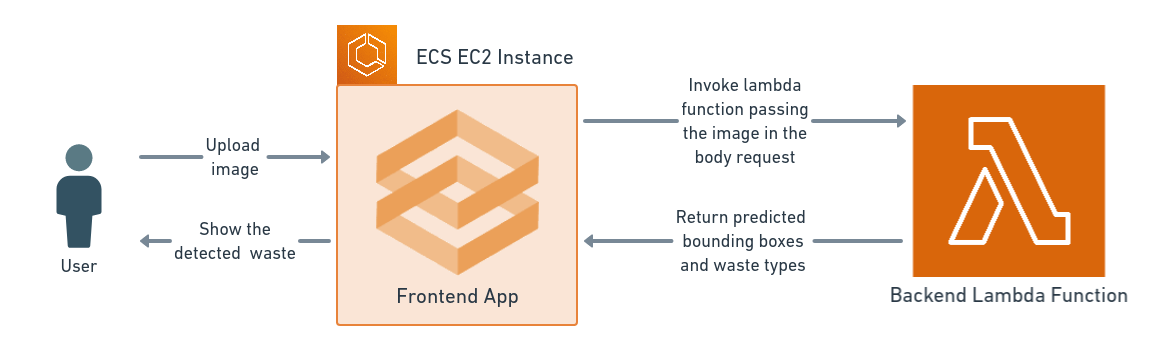 ECS EC2 Instance
Upload
image
Show the
detected waste
User
Frontend App
Invoke lambda
function passing
the image in the
body request
Return predicted
bounding boxes
and waste types
Backend Lambda Function